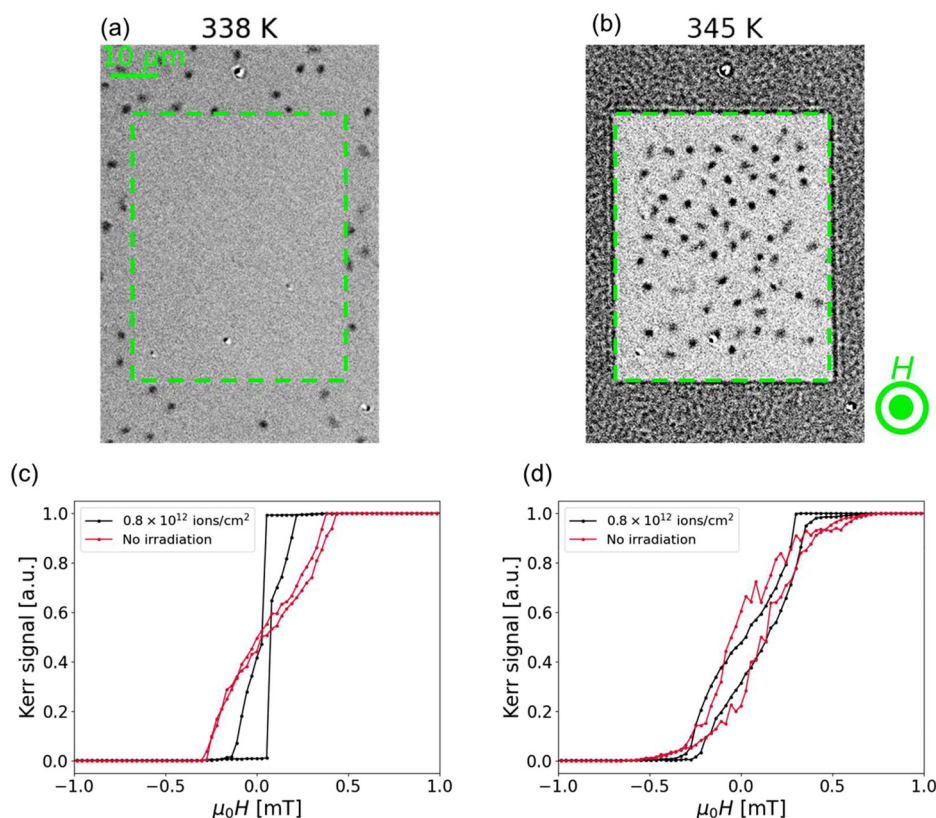 (a) 338 K
(b) 345 K
10 μm
H
(c)
(d)
1.0
0.8
0.6
0.4
0.2
0.0
Kerr signal [a.u.]
0.8 × 10¹² ions/cm²
No irradiation
−1.0 −0.5 0.0 0.5 1.0
μ₀H [mT]
1.0
0.8
0.6
0.4
0.2
0.0
Kerr signal [a.u.]
0.8 × 10¹² ions/cm²
No irradiation
−1.0 −0.5 0.0 0.5 1.0
μ₀H [mT]